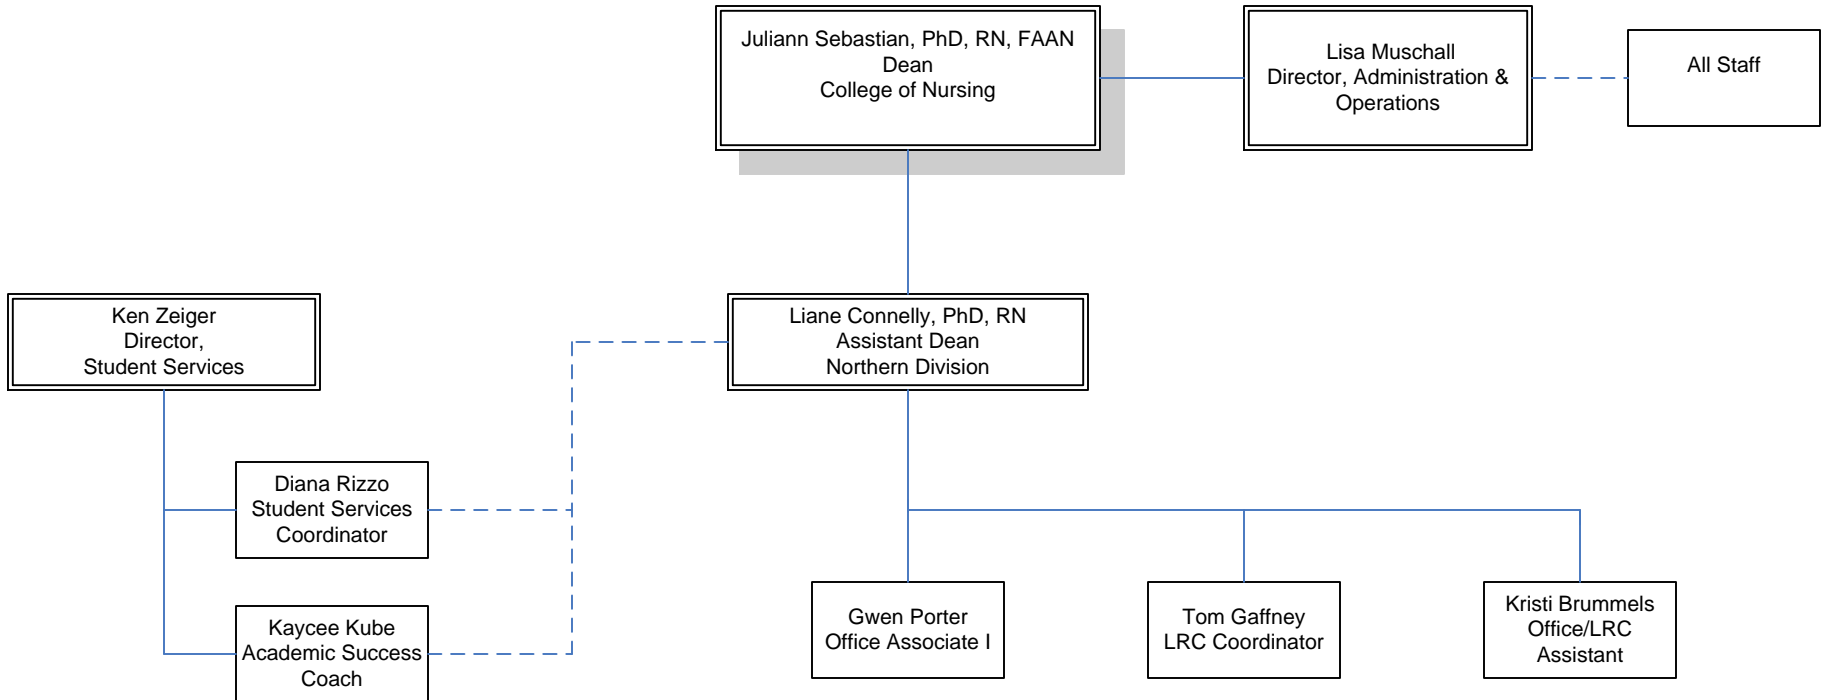 Juliann Sebastian, PhD, RN, FAAN
Dean
College of Nursing
Lisa Muschall
Director, Administration &
Operations
All Staff
Ken Zeiger
Director,
Student Services
Liane Connelly, PhD, RN
Assistant Dean
Northern Division
Diana Rizzo
Student Services
Coordinator
Kaycee Kube
Academic Success
Coach
Gwen Porter
Office Associate I
Tom Gaffney
LRC Coordinator
Kristi Brummels
Office/LRC
Assistant